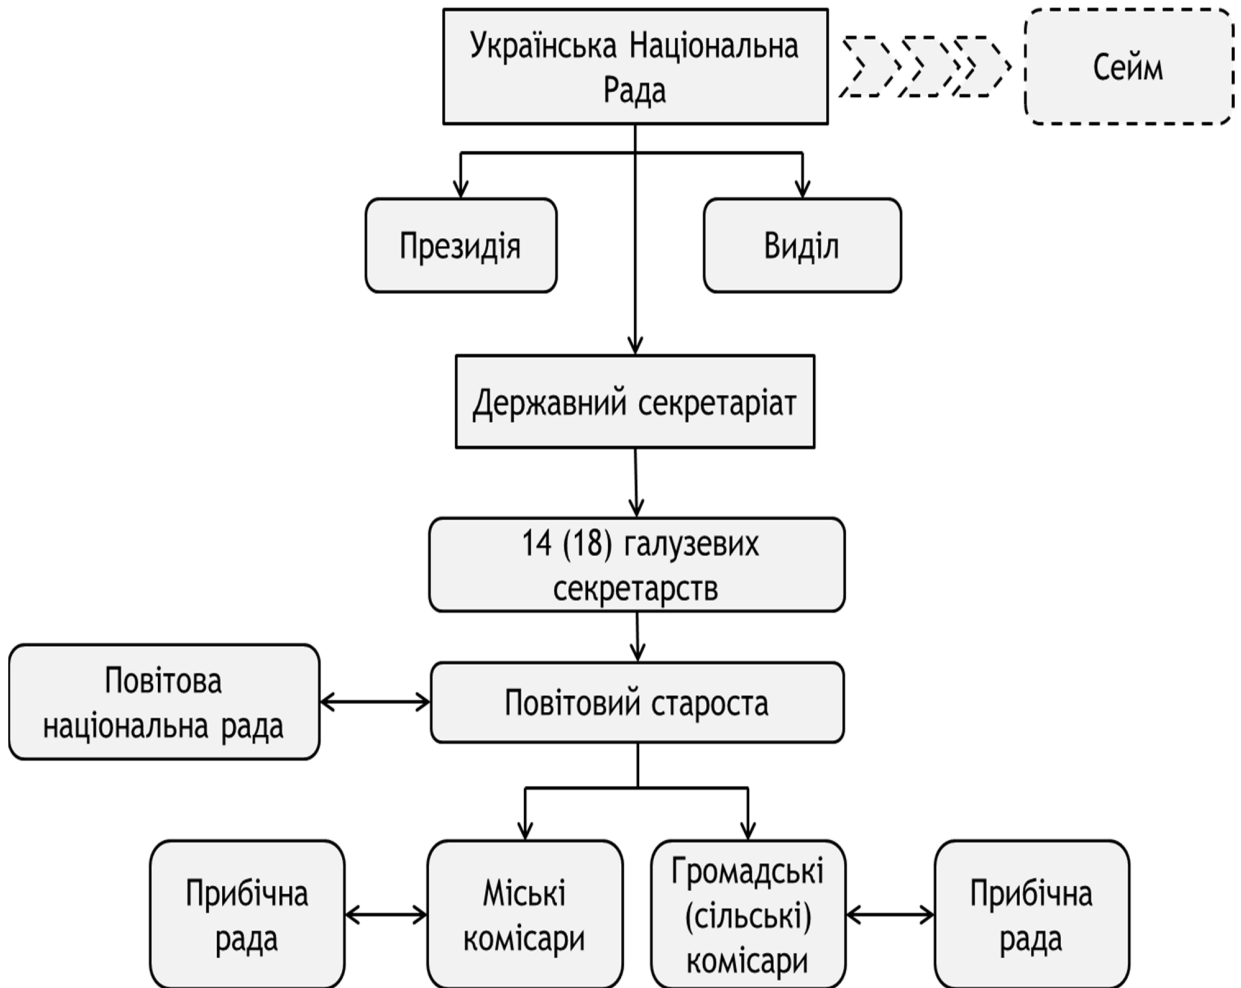 Українська Національна
Рада
Сейм
Президія
Виділ
Державний секретаріат
14 (18) галузевих
секретарств
Повітова
національна рада
Повітовий староста
Прибічна
рада
Міські
комісари
Громадські
(сільські)
комісари
Прибічна
рада